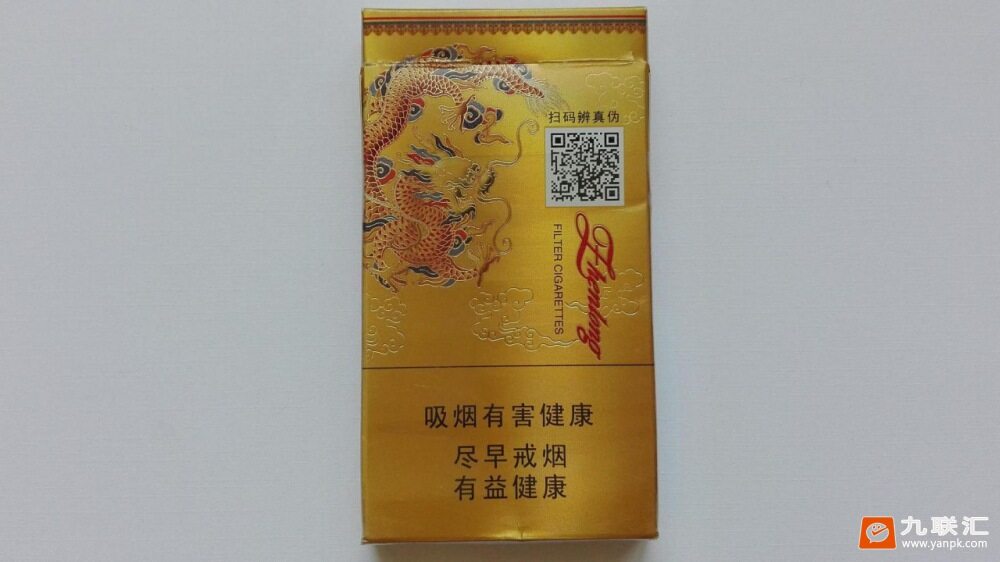 扫码辨真伪
Zhenlong
FILTER CIGARETTES
吸烟有害健康
尽早戒烟
有益健康
九联汇
www.yanpk.com